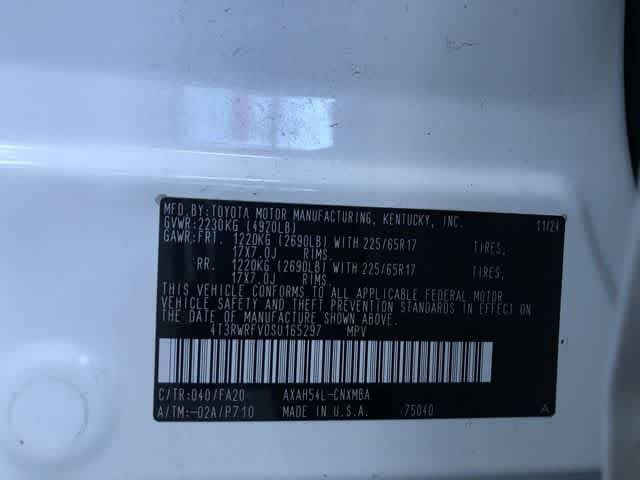 MFD.BY:TOYOTA MOTOR MANUFACTURING, KENTUCKY, INC. 11/24
GVWR:2230KG (4920LB)
GAWR:FRT. 1220KG (2690LB) WITH 225/65R17 TIRES,
17X7.0J RIMS.
RR. 1220KG (2690LB) WITH 225/65R17 TIRES,
17X7.0J RIMS.
THIS VEHICLE CONFORMS TO ALL APPLICABLE FEDERAL MOTOR
VEHICLE SAFETY AND THEFT PREVENTION STANDARDS IN EFFECT ON
THE DATE OF MANUFACTURE SHOWN ABOVE.
4T3RWRFV0SU165297 MPV
C/TR:040/FA20 AXAH54L-CNXMBA
A/TM:-02A/P710 MADE IN U.S.A. 75040